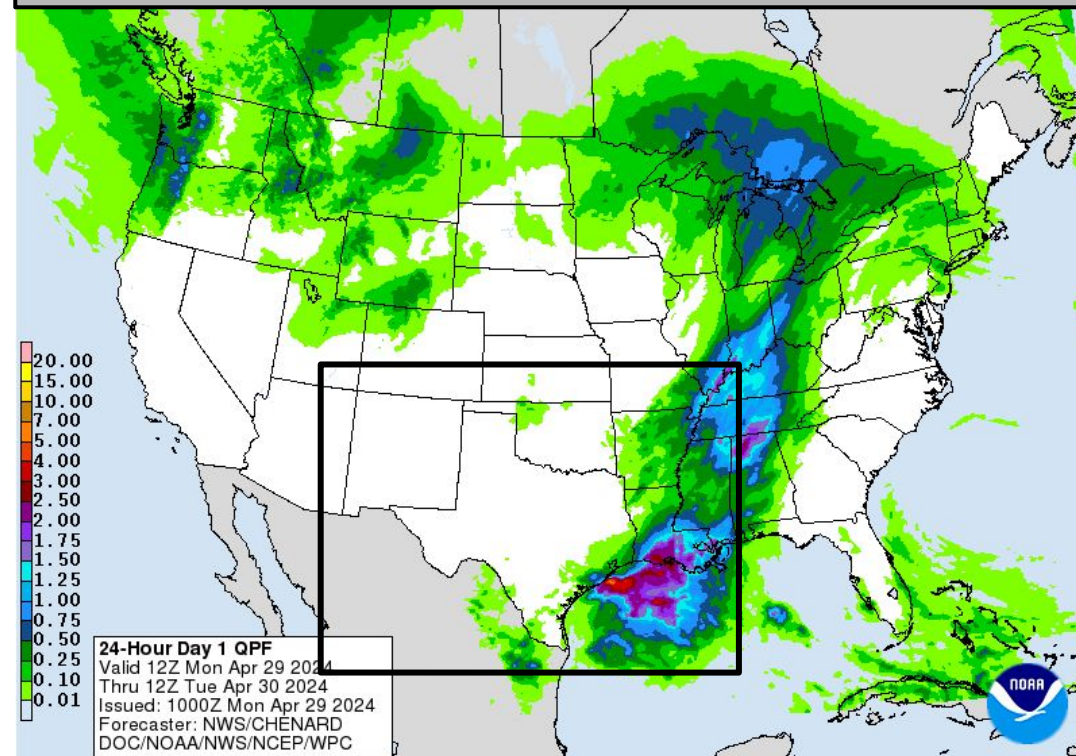 20.00
15.00
10.00
7.00
5.00
4.00
3.00
2.50
2.00
1.75
1.50
1.25
1.00
0.75
0.50
0.25
0.10
0.01
24-Hour Day 1 QPF
Valid 12Z Mon Apr 29 2024
Thru 12Z Tue Apr 30 2024
Issued: 1000Z Mon Apr 29 2024
Forecaster: NWS/CHENARD
DOC/NOAA/NWS/NCEP/WPC
NOAA